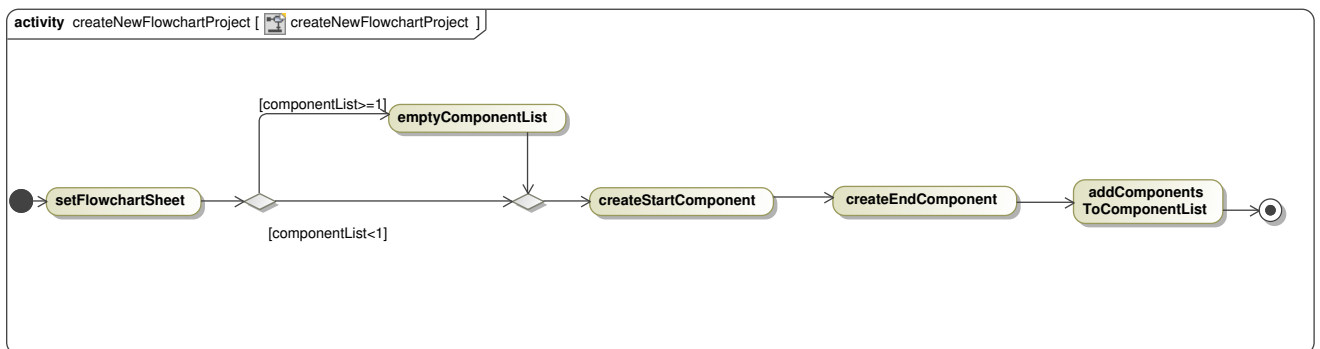 activity createNewFlowchartProject [ createNewFlowchartProject ]
[componentList>=1]
emptyComponentList
setFlowchartSheet
createStartComponent
createEndComponent
addComponents
ToComponentList
[componentList<1]